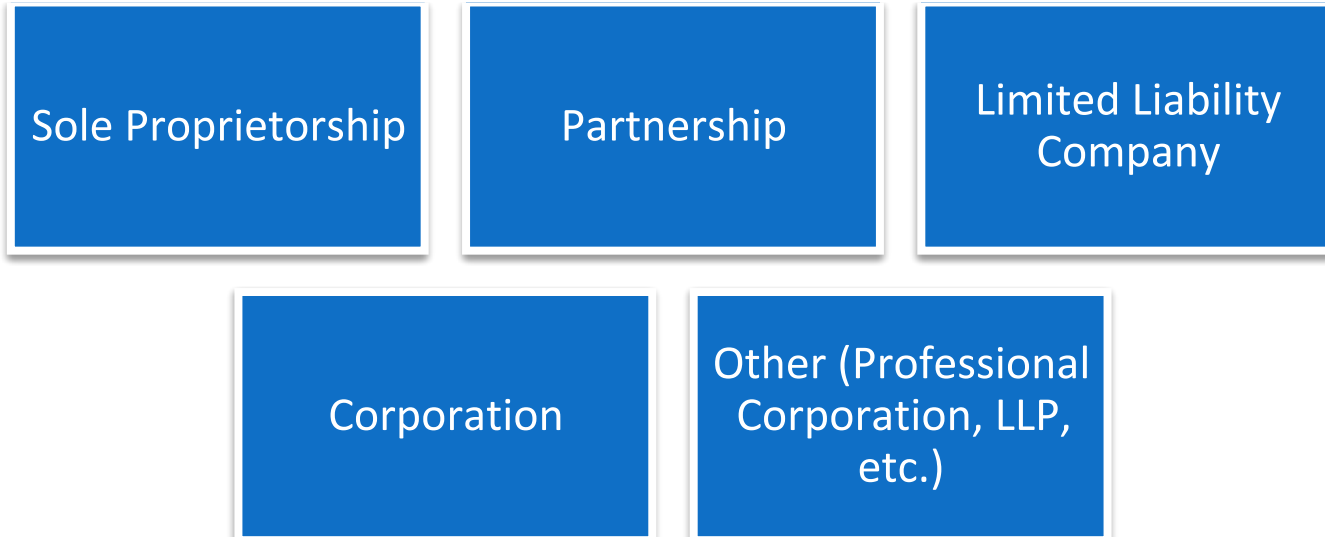 Sole Proprietorship
Partnership
Limited Liability
Company
Corporation
Other (Professional
Corporation, LLP,
etc.)